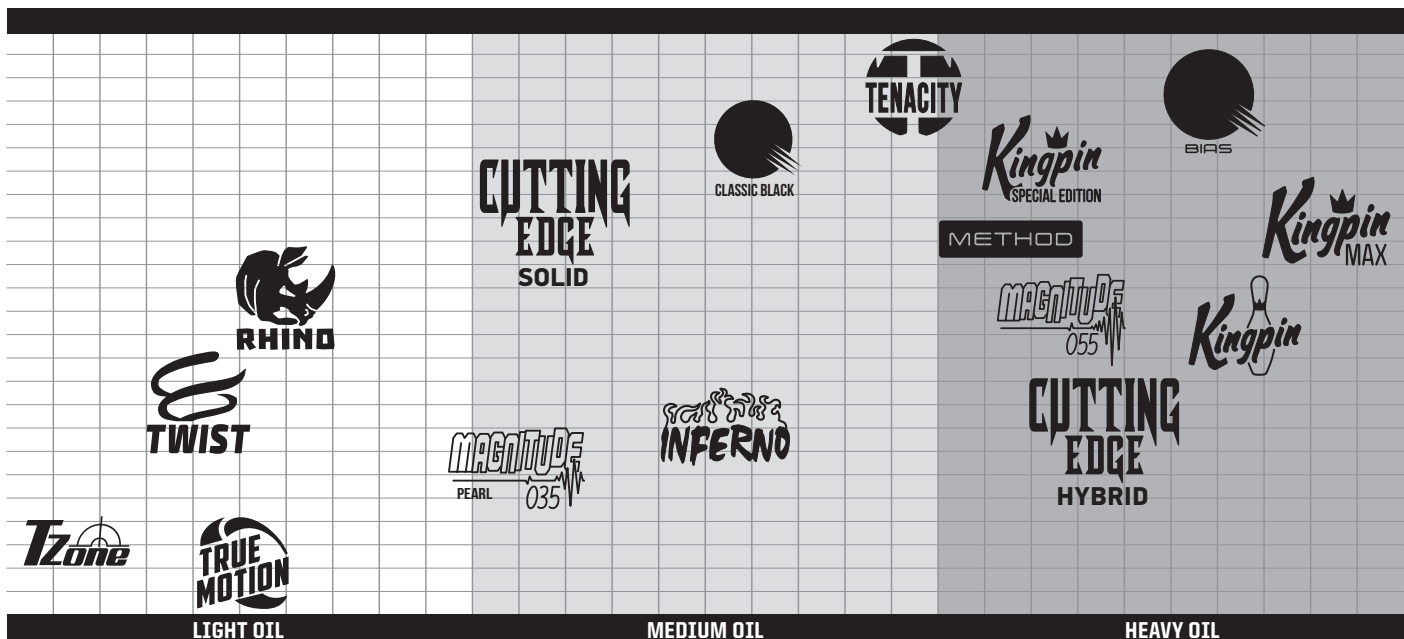 TENACITY
BIAS
CLASSIC BLACK
Kingpin
SPECIAL EDITION
CUTTING
EDGE
SOLID
METHOD
Kingpin
MAX
RHINO
MAGNITUDE
055
Kingpin
TWIST
CUTTING
EDGE
HYBRID
INFERNO
MAGNITUDE
PEARL 035
TZone
TRUE
MOTION
LIGHT OIL MEDIUM OIL HEAVY OIL